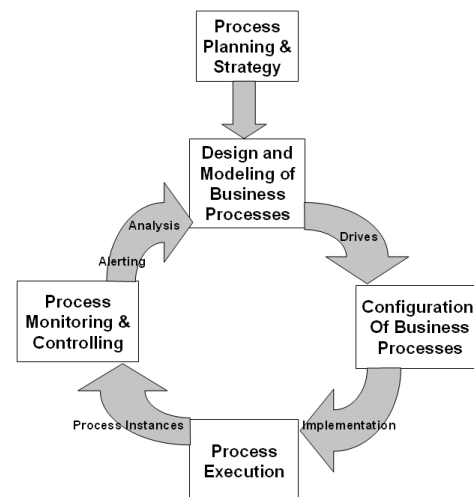 Process
Planning &
Strategy
Design and
Modeling of
Business
Processes
Analysis
Drives
Alerting
Process
Monitoring &
Controlling
Configuration
Of Business
Processes
Process Instances
Implementation
Process
Execution